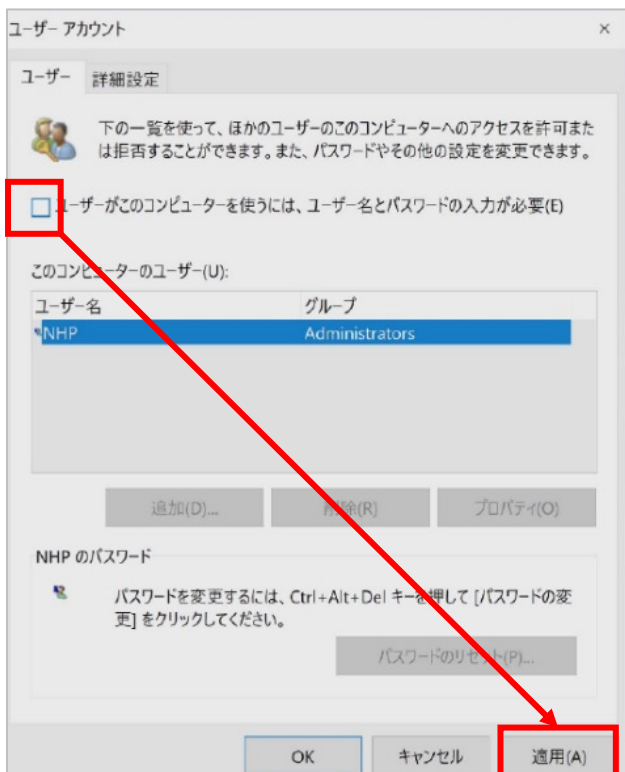 ユーザー アカウント
ユーザー 詳細設定
下の一覧を使って、ほかのユーザーのこのコンピューターへのアクセスを許可また
は拒否することができます。また、パスワードやその他の設定を変更できます。
ユーザーがこのコンピューターを使うには、ユーザー名とパスワードの入力が必要(E)
このコンピューターのユーザー(U):
ユーザー名 グループ
NHP Administrators
追加(D)... 削除(R) プロパティ(O)
NHP のパスワード
パスワードを変更するには、Ctrl+Alt+Del キーを押して [パスワードの変
更] をクリックしてください。
パスワードのリセット(P)...
OK キャンセル 適用(A)